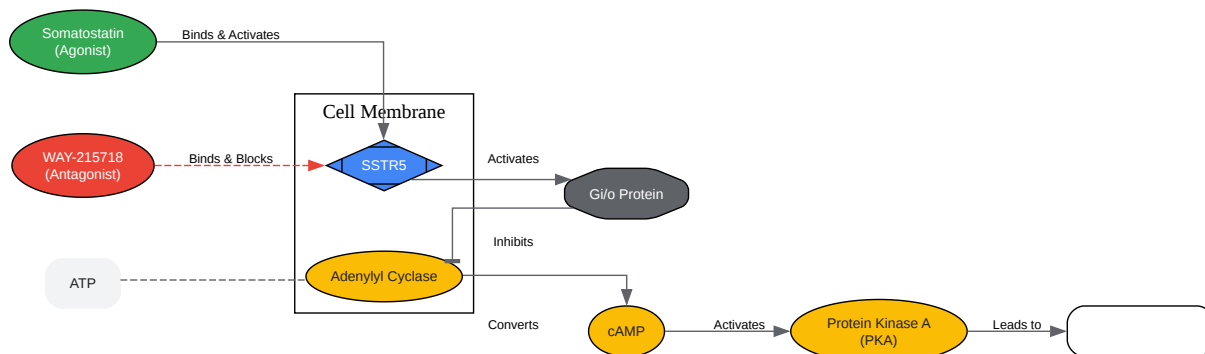 Somatostatin
(Agonist)
Binds & Activates
Cell Membrane
WAY-215718
(Antagonist)
Binds & Blocks
SSTR5
Activates
Gi/o Protein
Inhibits
ATP
Adenylyl Cyclase
Converts
cAMP
Activates
Protein Kinase A
(PKA)
Leads to